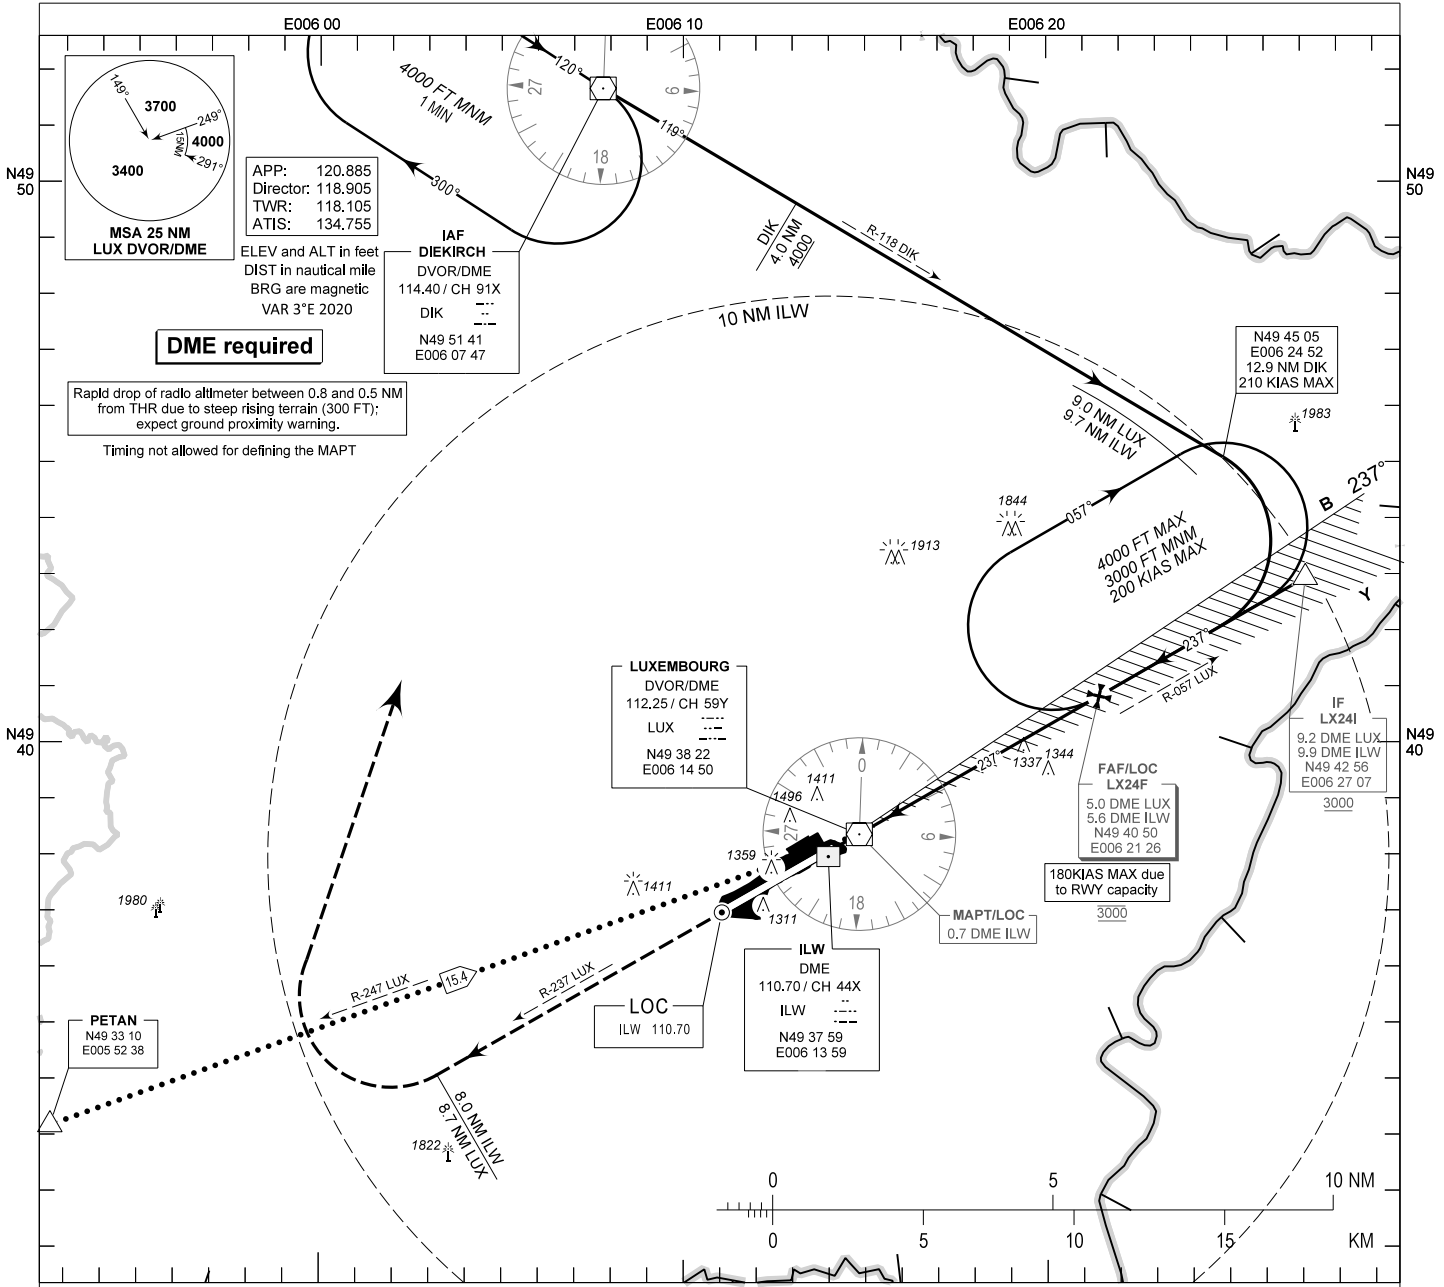 E006 00
E006 10
E006 20
149°
3700
249°
15NM
4000
291°
3400
MSA 25 NM
LUX DVOR/DME
APP: 120.885
Director: 118.905
TWR: 118.105
ATIS: 134.755
ELEV and ALT in feet
DIST in nautical mile
BRG are magnetic
VAR 3°E 2020
DME required
Rapid drop of radio altimeter between 0.8 and 0.5 NM
from THR due to steep rising terrain (300 FT);
expect ground proximity warning.
Timing not allowed for defining the MAPT
4000 FT MNM
1 MIN
120°
27
9
18
119°
300°
IAF
DIEKIRCH
DVOR/DME
114.40 / CH 91X
DIK
N49 51 41
E006 07 47
DIK
4.0 NM
4000
R-118 DIK
N49
50
N49
50
10 NM ILW
N49 45 05
E006 24 52
12.9 NM DIK
210 KIAS MAX
1983
9.0 NM LUX
9.7 NM ILW
B
237°
1844
057°
1913
4000 FT MAX
3000 FT MNM
200 KIAS MAX
Y
237°
R-057 LUX
LUXEMBOURG
DVOR/DME
112.25 / CH 59Y
LUX
N49 38 22
E006 14 50
IF
LX24I
9.2 DME LUX
9.9 DME ILW
N49 42 56
E006 27 07
3000
N49
40
N49
40
0
1411
1496
27
9
18
237°
1337
1344
FAF/LOC
LX24F
5.0 DME LUX
5.6 DME ILW
N49 40 50
E006 21 26
180KIAS MAX due
to RWY capacity
3000
1359
1411
1311
1980
MAPT/LOC
0.7 DME ILW
ILW
DME
110.70 / CH 44X
ILW
N49 37 59
E006 13 59
LOC
ILW 110.70
R-247 LUX
15.4
R-237 LUX
PETAN
N49 33 10
E005 52 38
8.0 NM ILW
8.7 NM LUX
1822
0 5 10 NM
0 5 10 15 KM